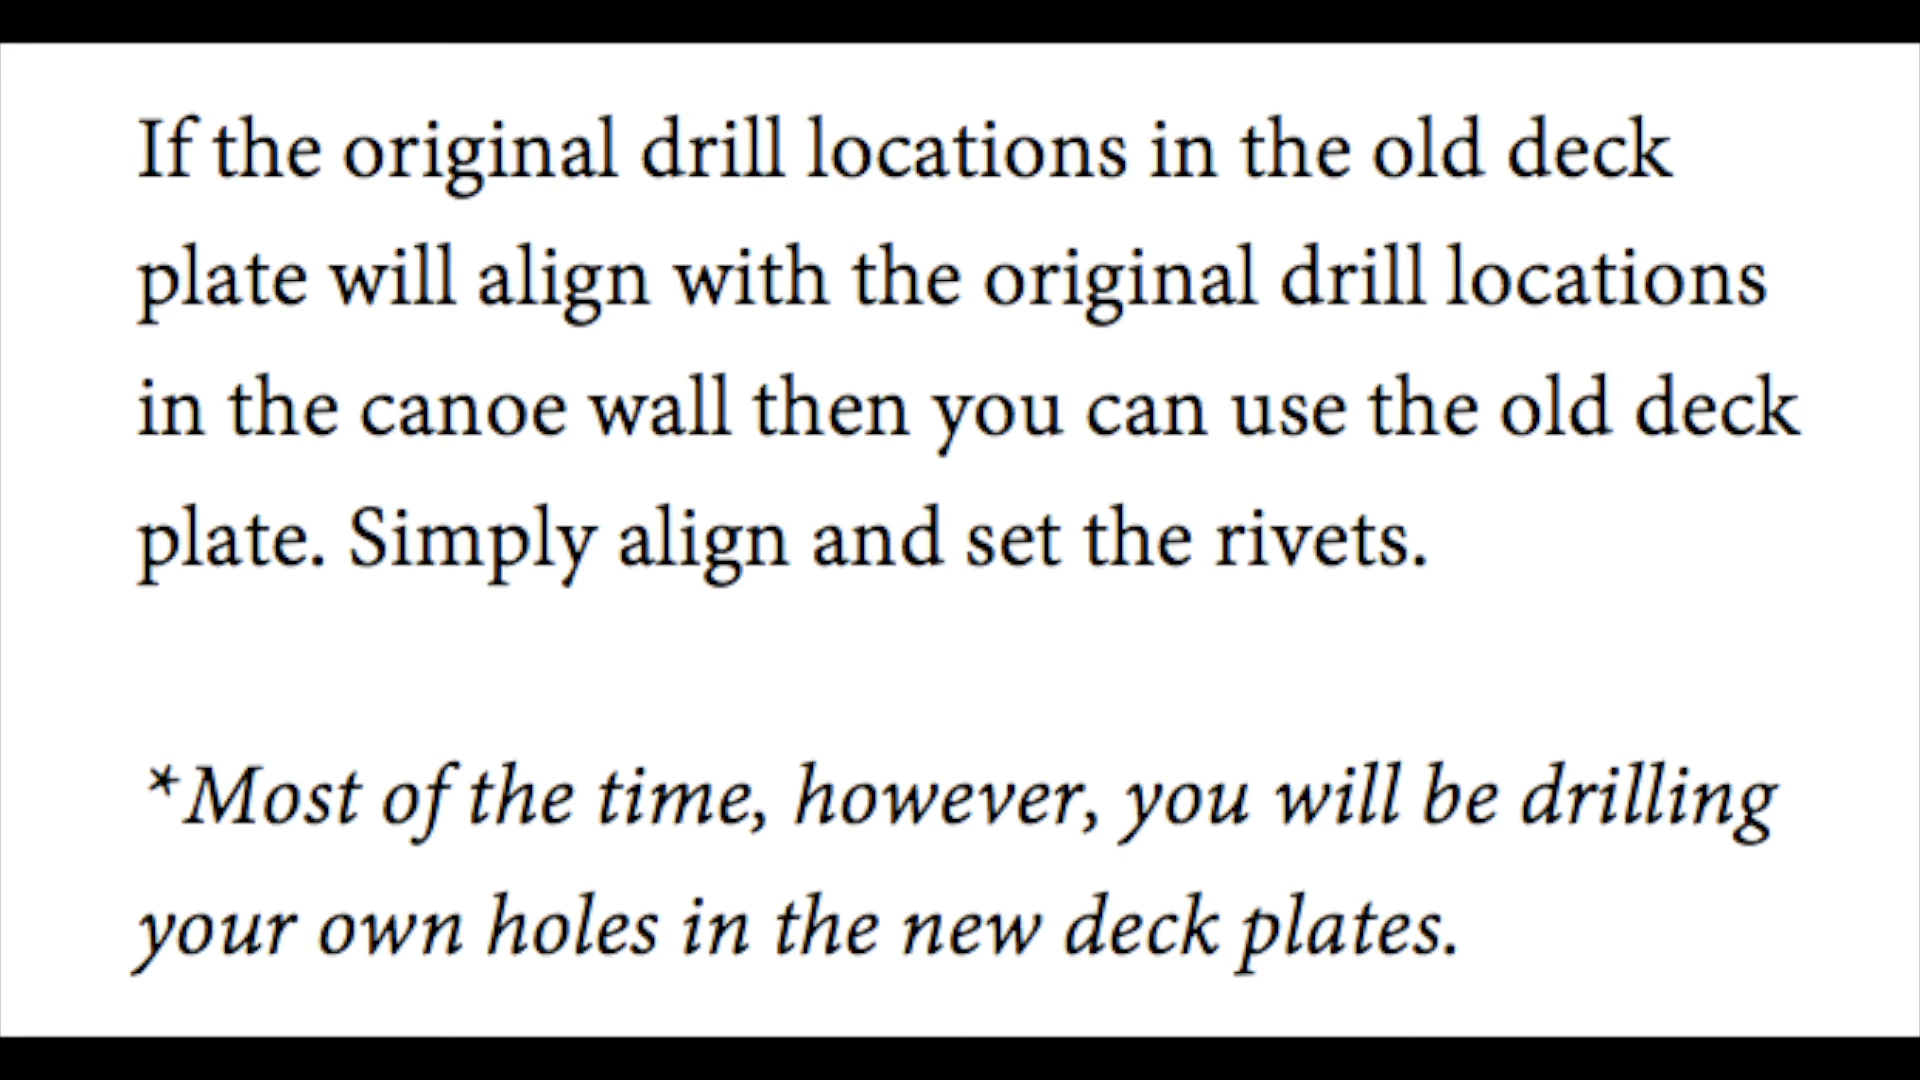 If the original drill locations in the old deck
plate will align with the original drill locations
in the canoe wall then you can use the old deck
plate. Simply align and set the rivets.
*Most of the time, however, you will be drilling
your own holes in the new deck plates.